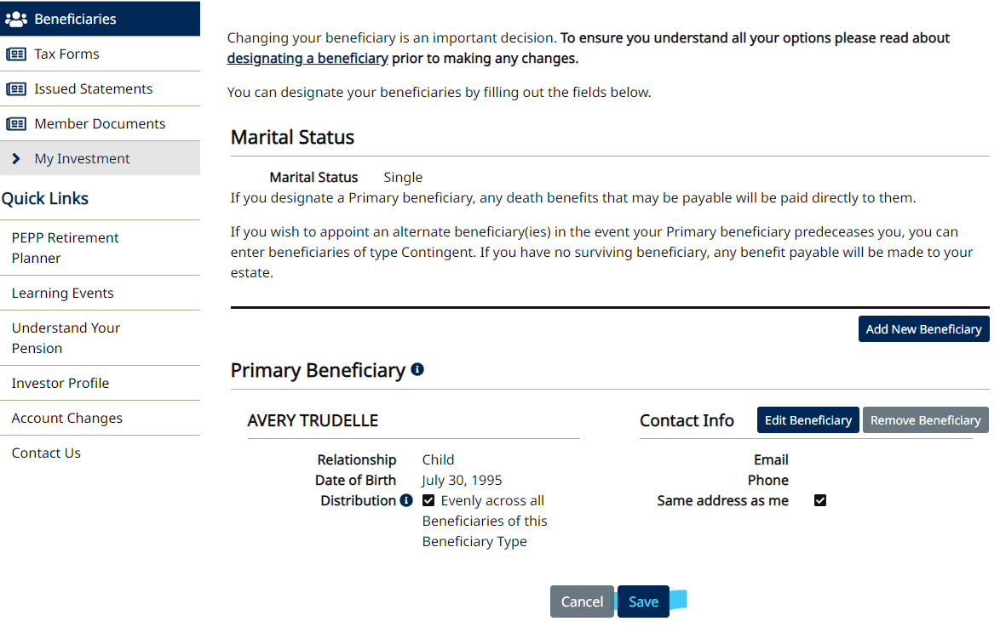 Beneficiaries
Tax Forms
Issued Statements
Member Documents
My Investment
Quick Links
PEPP Retirement
Planner
Learning Events
Understand Your
Pension
Investor Profile
Account Changes
Contact Us
Changing your beneficiary is an important decision. To ensure you understand all your options please read about
designating a beneficiary prior to making any changes.
You can designate your beneficiaries by filling out the fields below.
Marital Status
Marital Status Single
If you designate a Primary beneficiary, any death benefits that may be payable will be paid directly to them.
If you wish to appoint an alternate beneficiary(ies) in the event your Primary beneficiary predeceases you, you can
enter beneficiaries of type Contingent. If you have no surviving beneficiary, any benefit payable will be made to your
estate.
Add New Beneficiary
Primary Beneficiary
AVERY TRUDELLE
Relationship Child
Date of Birth July 30, 1995
Distribution Evenly across all
Beneficiaries of this
Beneficiary Type
Contact Info Edit Beneficiary Remove Beneficiary
Email
Phone
Same address as me
Cancel Save